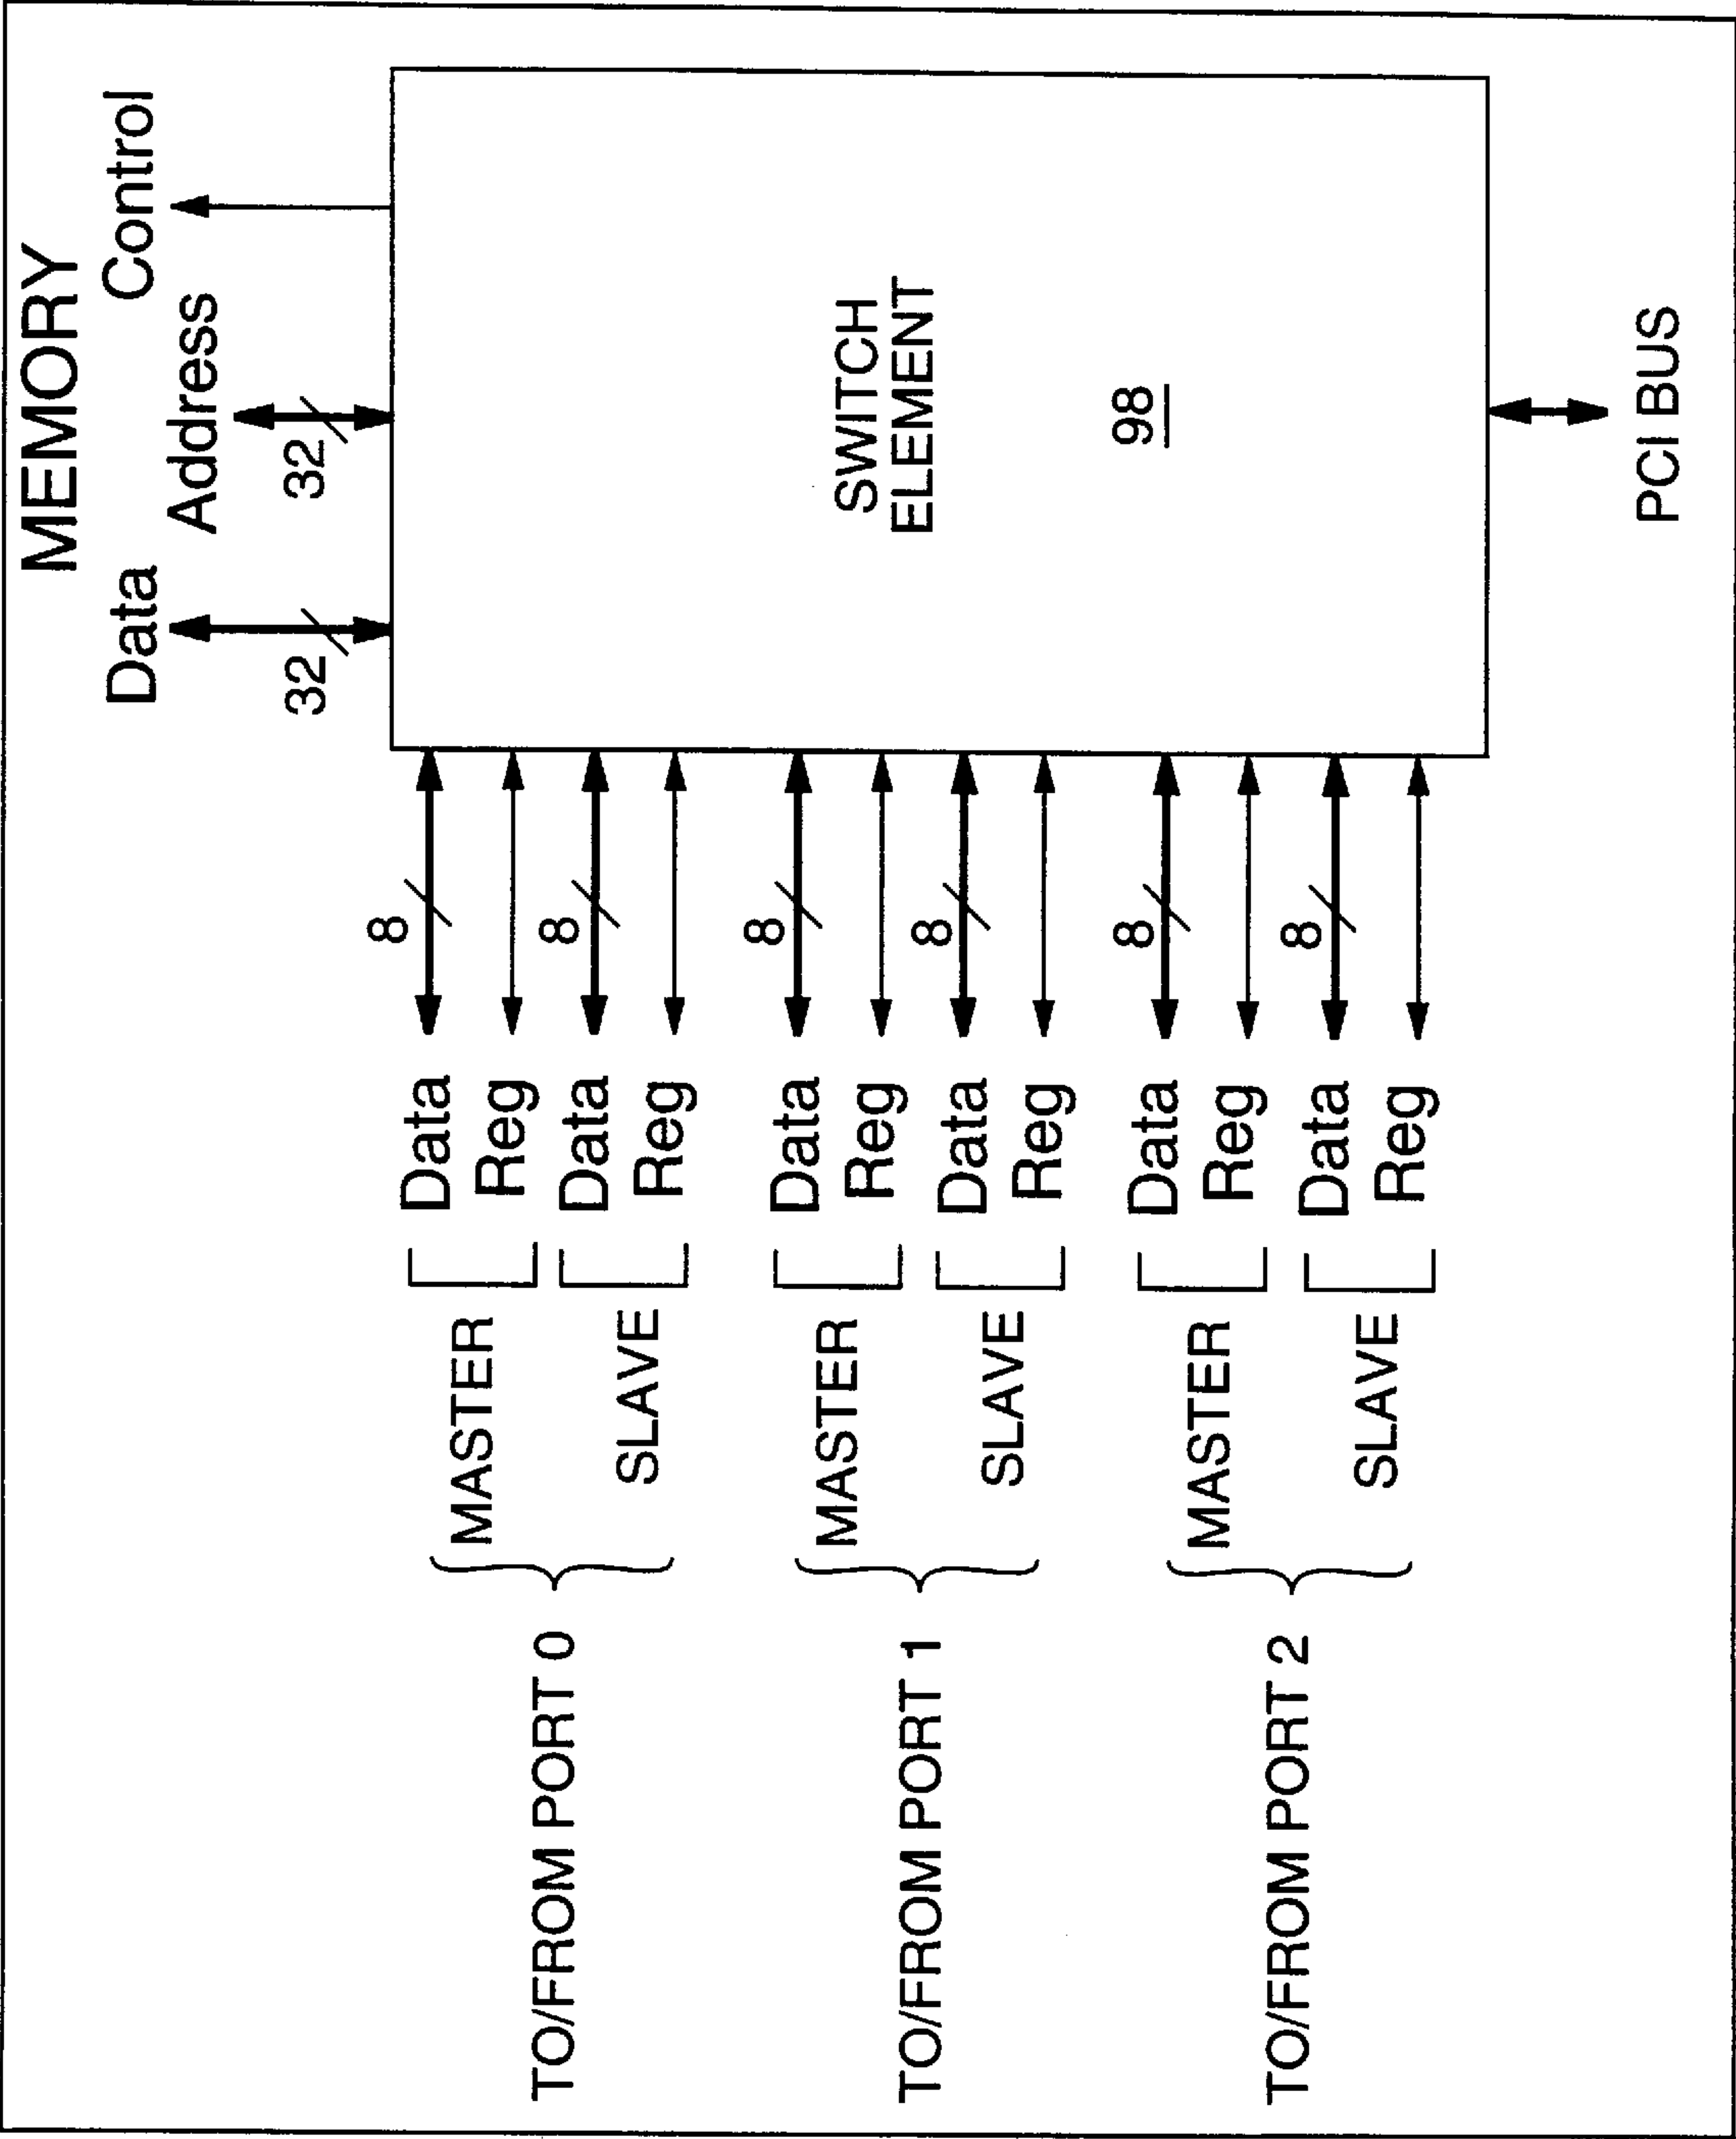 MEMORY
Data
Address
Control
32
32
TO/FROM PORT 0
MASTER
Data
8
Reg
SLAVE
Data
8
Reg
TO/FROM PORT 1
MASTER
Data
8
Reg
SLAVE
Data
8
Reg
TO/FROM PORT 2
MASTER
Data
8
Reg
SLAVE
Data
8
Reg
SWITCH
ELEMENT
98
PCI BUS